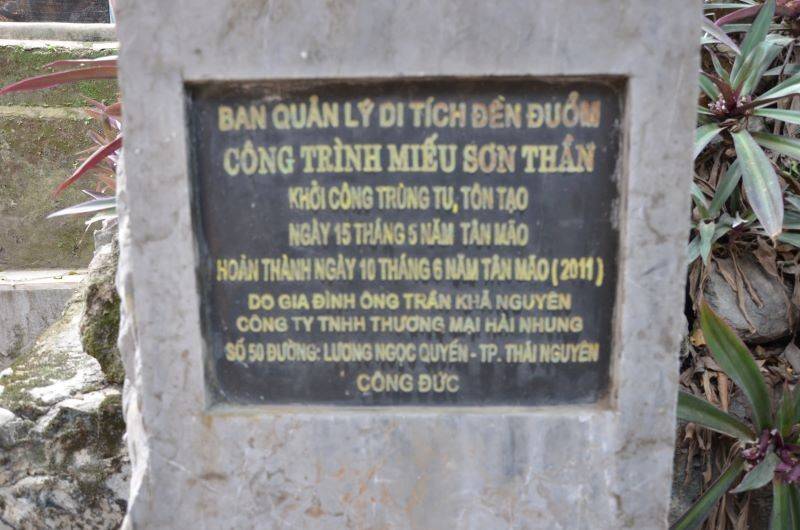 BAN QUẢN LÝ DI TÍCH ĐỀN ĐUỔM
CÔNG TRÌNH MIẾU SƠN THẦN
KHỞI CÔNG TRÙNG TU, TÔN TẠO
NGÀY 15 THÁNG 5 NĂM TÂN MÃO
HOÀN THÀNH NGÀY 10 THÁNG 6 NĂM TÂN MÃO ( 2011 )
DO GIA ĐÌNH ÔNG TRẦN KHẢ NGUYÊN
CÔNG TY TNHH THƯƠNG MẠI HẢI NHUNG
SỐ 50 ĐƯỜNG: LƯƠNG NGỌC QUYẾN - TP. THÁI NGUYÊN
CÔNG ĐỨC